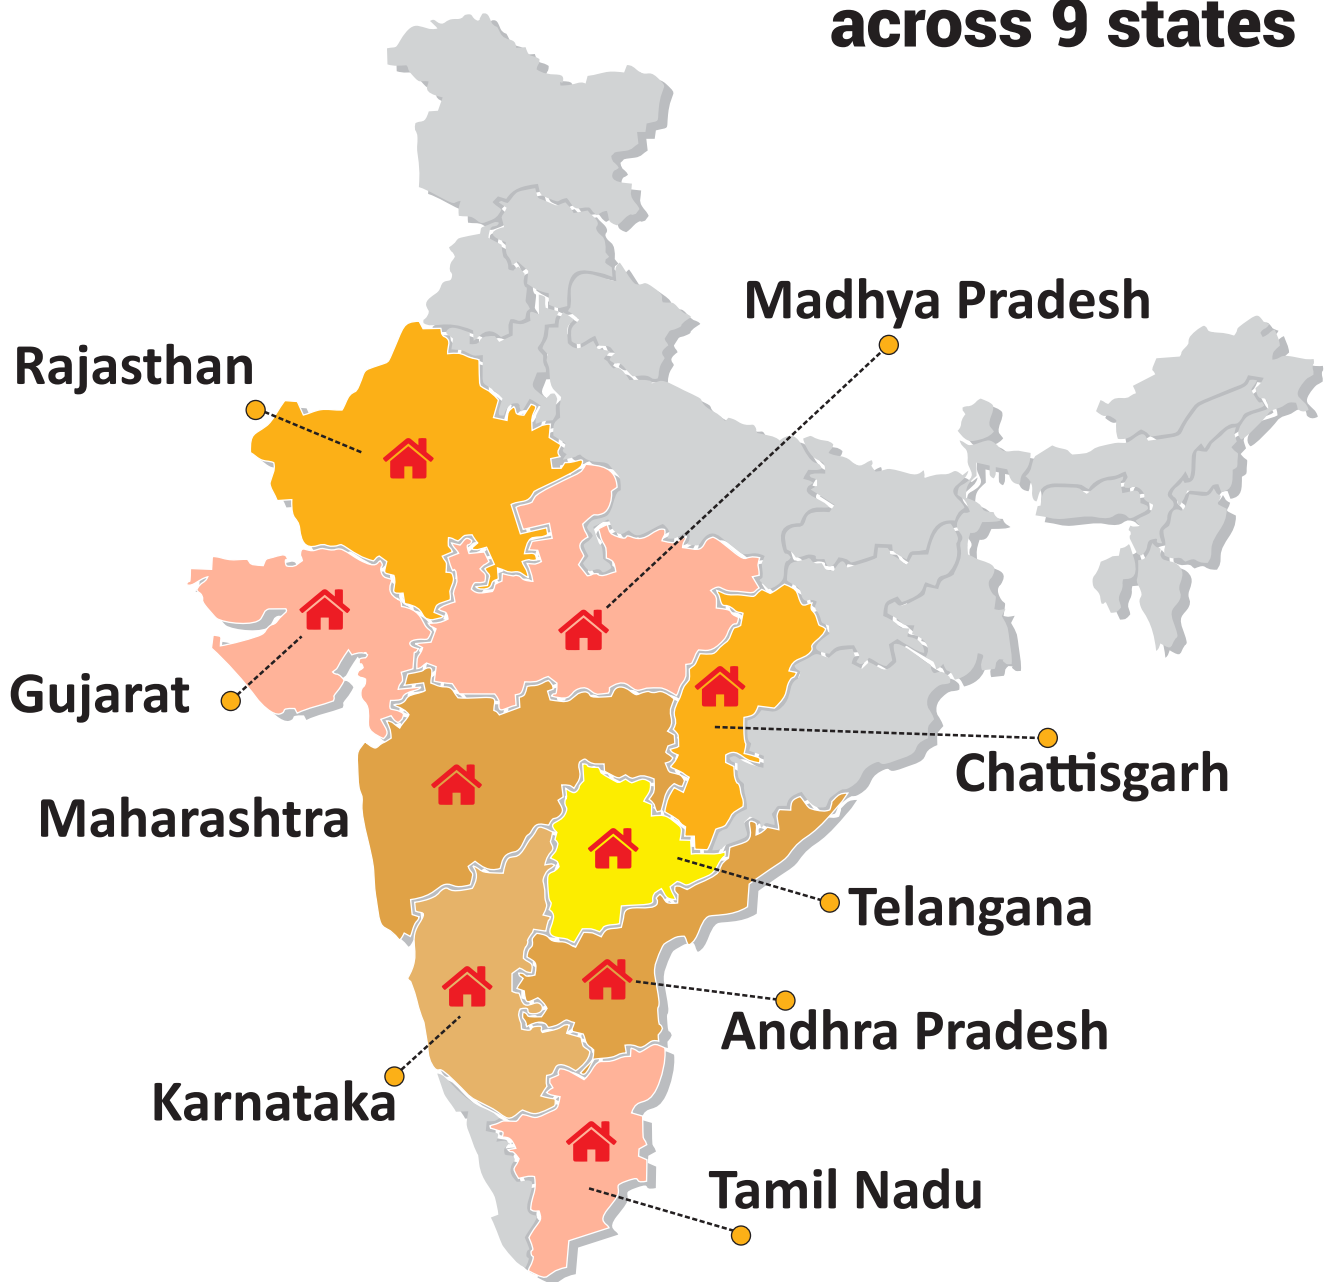 across 9 states
Madhya Pradesh
Rajasthan
Gujarat
Chattisgarh
Maharashtra
Telangana
Andhra Pradesh
Karnataka
Tamil Nadu